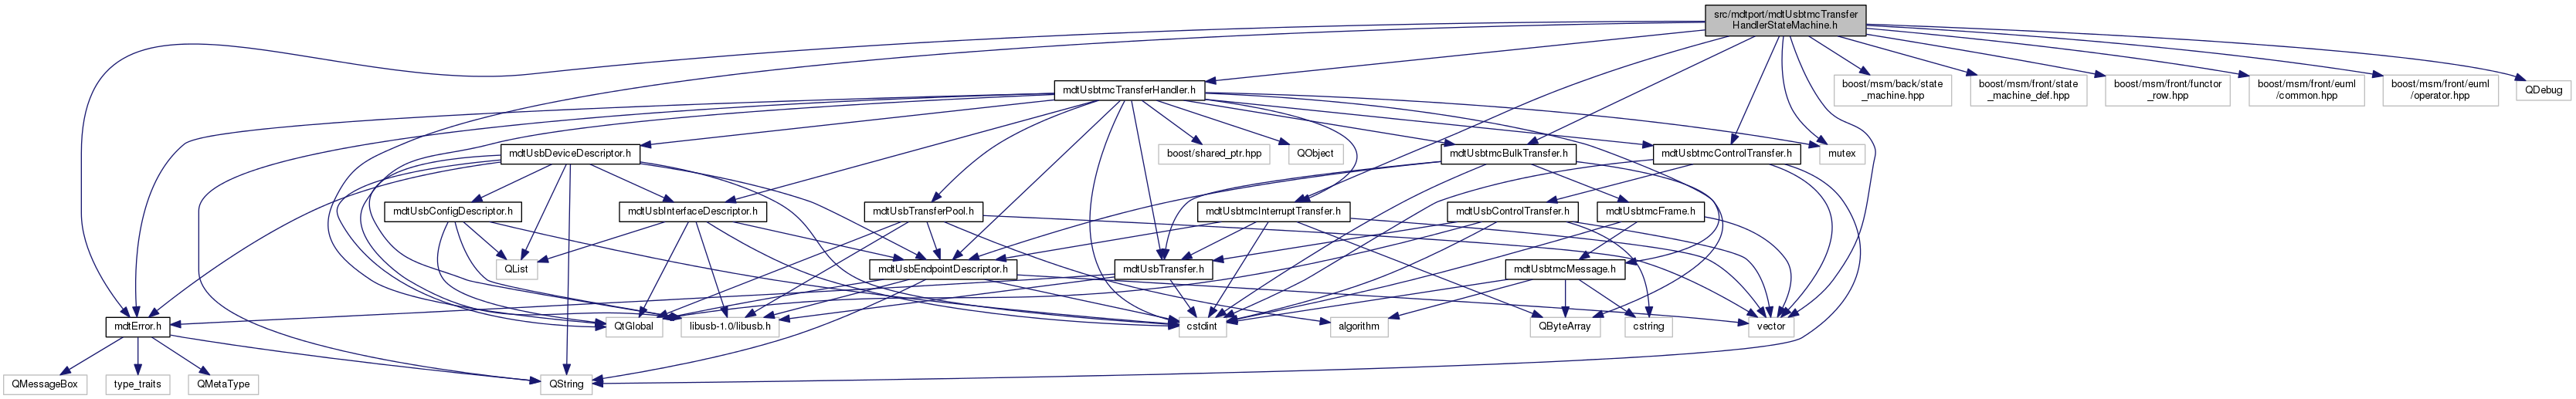 src/mdtport/mdtUsbtmcTransfer
HandlerStateMachine.h
mdtUsbtmcTransferHandler.h
boost/msm/back/state
_machine.hpp
boost/msm/front/state
_machine_def.hpp
boost/msm/front/functor
_row.hpp
boost/msm/front/euml
/common.hpp
boost/msm/front/euml
/operator.hpp
QDebug
mdtUsbDeviceDescriptor.h
boost/shared_ptr.hpp
QObject
mdtUsbtmcBulkTransfer.h
mdtUsbtmcControlTransfer.h
mutex
mdtUsbConfigDescriptor.h
mdtUsbInterfaceDescriptor.h
mdtUsbTransferPool.h
mdtUsbtmcInterruptTransfer.h
mdtUsbControlTransfer.h
mdtUsbtmcFrame.h
QList
mdtUsbEndpointDescriptor.h
mdtUsbTransfer.h
mdtUsbtmcMessage.h
mdtError.h
QtGlobal
libusb-1.0/libusb.h
cstdint
algorithm
QByteArray
cstring
vector
QMessageBox
type_traits
QMetaType
QString